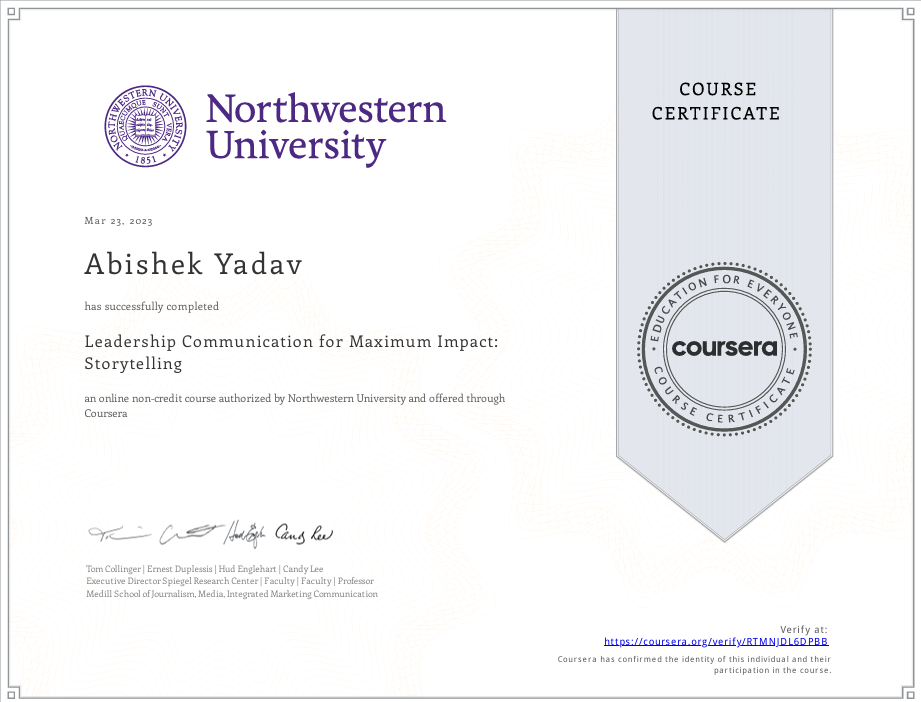 NORTHWESTERN UNIVERSITY
QUAECUMQUE SUNT VERA
1851
Northwestern
University
COURSE
CERTIFICATE
Mar 23, 2023
Abishek Yadav
has successfully completed
Leadership Communication for Maximum Impact:
Storytelling
an online non-credit course authorized by Northwestern University and offered through
Coursera
EDUCATION FOR EVERYONE
coursera
COURSE CERTIFICATE
Candy Lee
Tom Collinger | Ernest Duplessis | Hud Englehart | Candy Lee
Executive Director Spiegel Research Center | Faculty | Faculty | Professor
Medill School of Journalism, Media, Integrated Marketing Communication
Verify at:
https://coursera.org/verify/RTMNJDL6DPBB
Coursera has confirmed the identity of this individual and their
participation in the course.